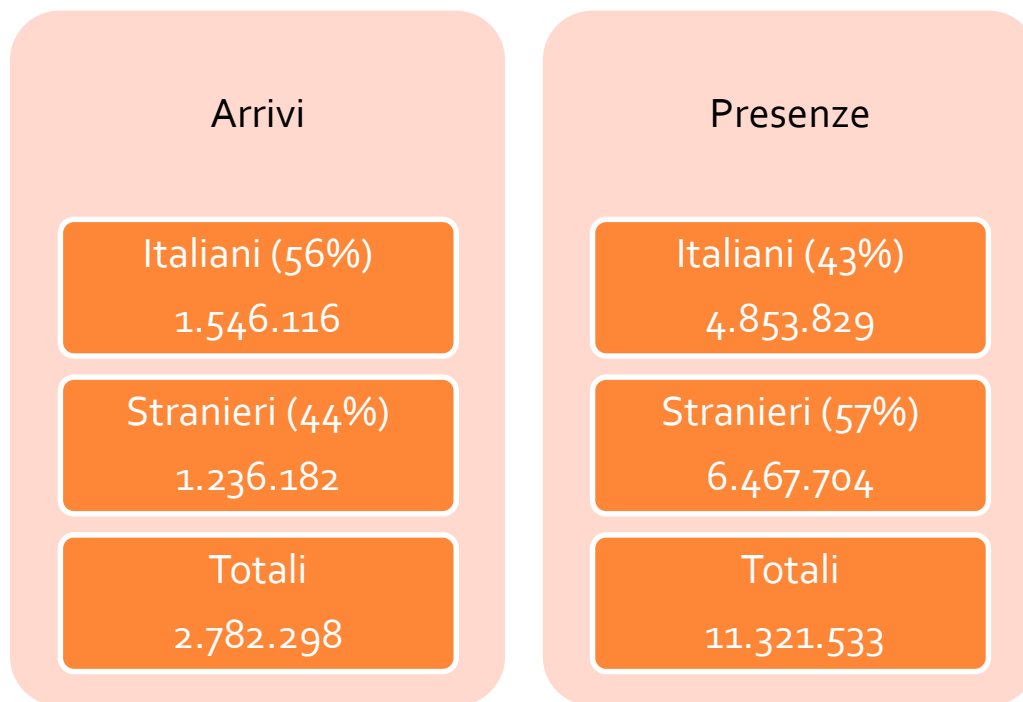 Arrivi
Italiani (56%)
1.546.116
Stranieri (44%)
1.236.182
Totali
2.782.298
Presenze
Italiani (43%)
4.853.829
Stranieri (57%)
6.467.704
Totali
11.321.533